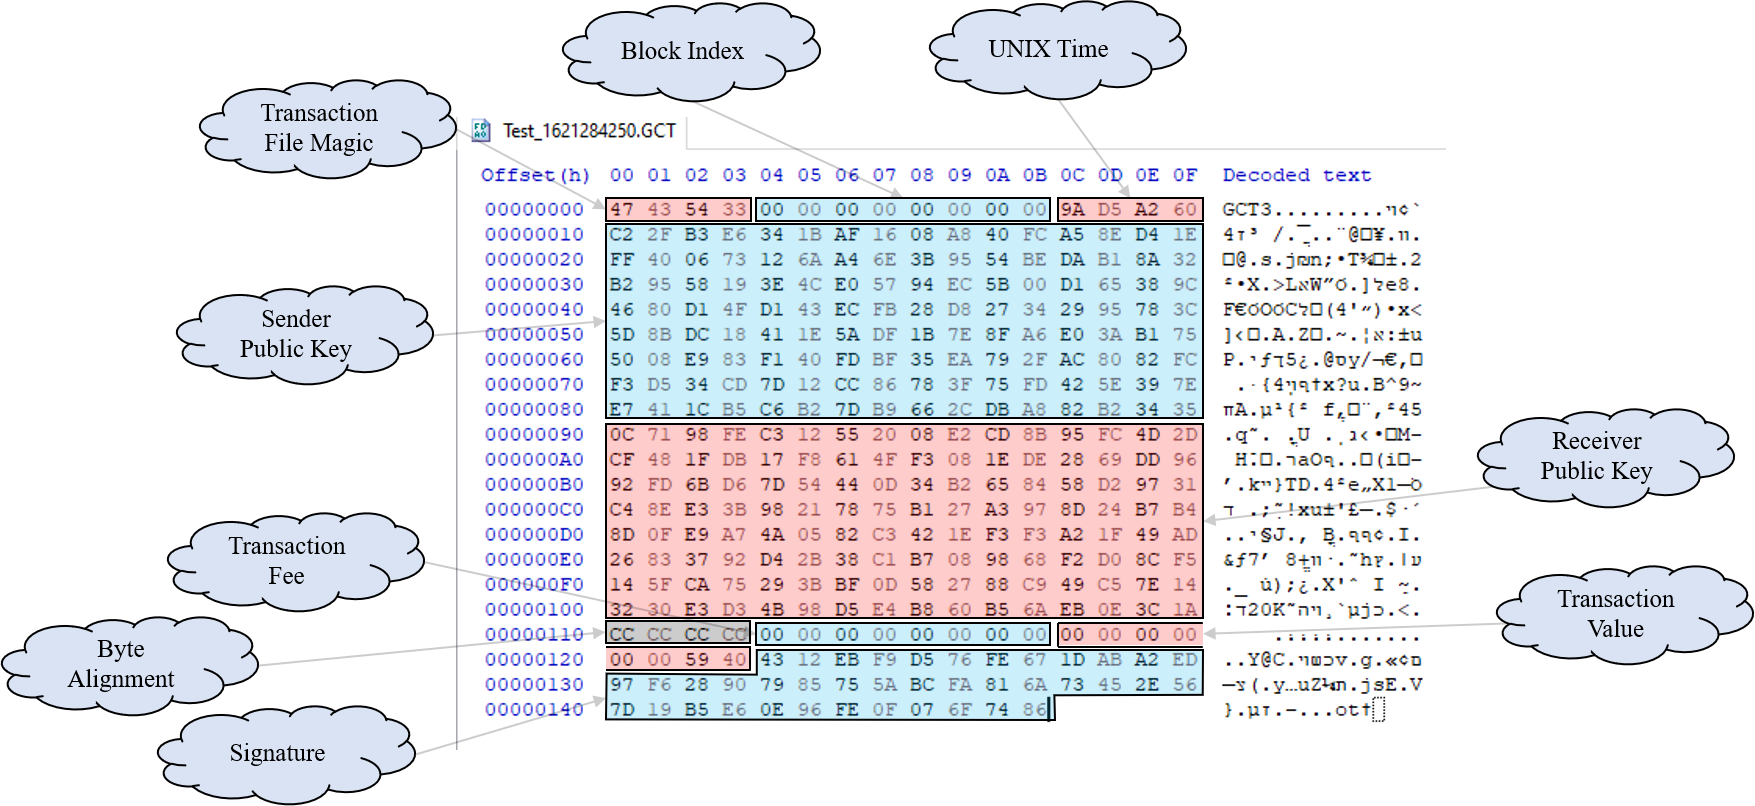 Block Index
UNIX Time
Transaction
File Magic
Test_1621284250.GCT
Offset(h) 00 01 02 03 04 05 06 07 08 09 0A 0B 0C 0D 0E 0F Decoded text
00000000 47 43 54 33 00 00 00 00 00 00 00 00 9A D5 A2 60 GCT3
00000010 C2 2F B3 E6 34 1B AF 16 08 A8 40 FC A5 8E D4 1E
00000020 FF 40 06 73 12 6A A4 6E 3B 95 54 BE DA B1 8A 32
00000030 B2 95 58 19 3E 4C E0 57 94 EC 5B 00 D1 65 38 9C
00000040 46 80 D1 4F D1 43 EC FB 28 D8 27 34 29 95 78 3C
00000050 5D 8B DC 18 41 1E 5A DF 1B 7E 8F A6 E0 3A B1 75
00000060 50 08 E9 83 F1 40 FD BF 35 EA 79 2F AC 80 82 FC
00000070 F3 D5 34 CD 7D 12 CC 86 78 3F 75 FD 42 5E 39 7E
00000080 E7 41 1C B5 C6 B2 7D B9 66 2C DB A8 82 B2 34 35
00000090 0C 71 98 FE C3 12 55 20 08 E2 CD 8B 95 FC 4D 2D
000000A0 CF 48 1F DB 17 F8 61 4F F3 08 1E DE 28 69 DD 96
000000B0 92 FD 6B D6 7D 54 44 0D 34 B2 65 84 58 D2 97 31
000000C0 C4 8E E3 3B 98 21 78 75 B1 27 A3 97 8D 24 B7 B4
000000D0 8D 0F E9 A7 4A 05 82 C3 42 1E F3 F3 A2 1F 49 AD
000000E0 26 83 37 92 D4 2B 38 C1 B7 08 98 68 F2 D0 8C F5
000000F0 14 5F CA 75 29 3B BF 0D 58 27 88 C9 49 C5 7E 14
00000100 32 30 E3 D3 4B 98 D5 E4 B8 60 B5 6A EB 0E 3C 1A
00000110 CC CC CC CC 00 00 00 00 00 00 00 00 00 00 00 00
00000120 00 00 59 40 43 12 EB F9 D5 76 FE 67 1D AB A2 ED
00000130 97 F6 28 90 79 85 75 5A BC FA 81 6A 73 45 2E 56
00000140 7D 19 B5 E6 0E 96 FE 0F 07 6F 74 86
Sender
Public Key
Receiver
Public Key
Transaction
Fee
Transaction
Value
Byte
Alignment
Signature